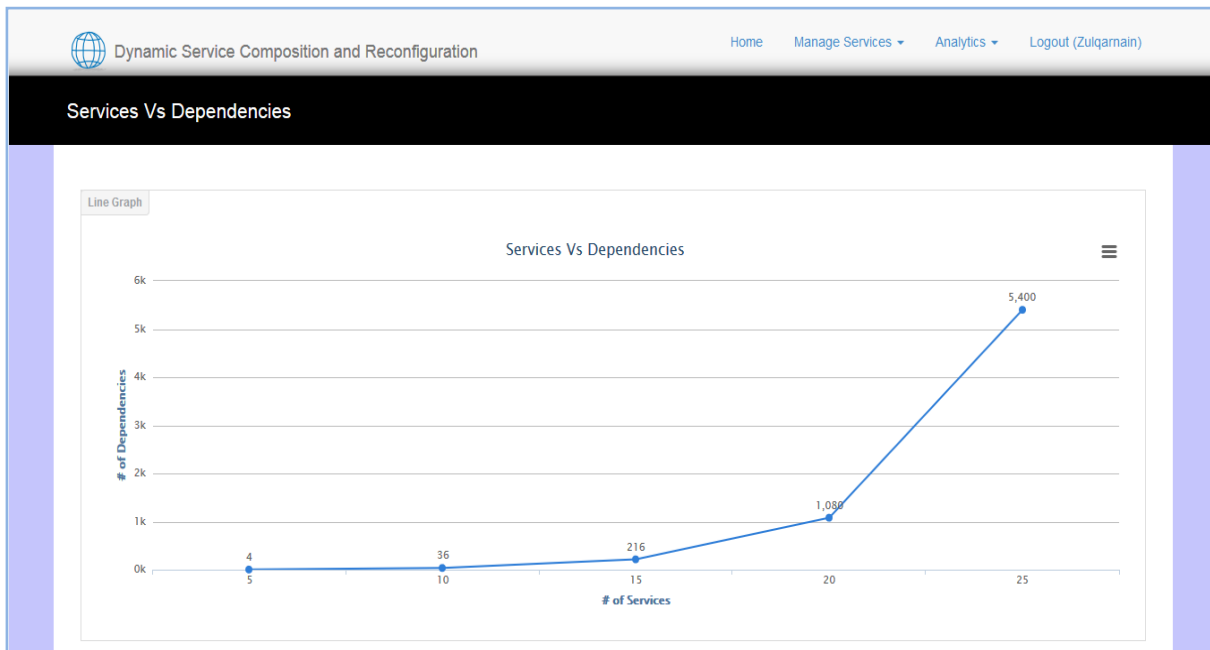 Dynamic Service Composition and Reconfiguration
Home Manage Services Analytics Logout (Zulqarnain)
Services Vs Dependencies
Line Graph
Services Vs Dependencies
6k
5k
4k
3k
2k
1k
0k
# of Dependencies
4
36
216
1,080
5,400
5 10 15 20 25
# of Services